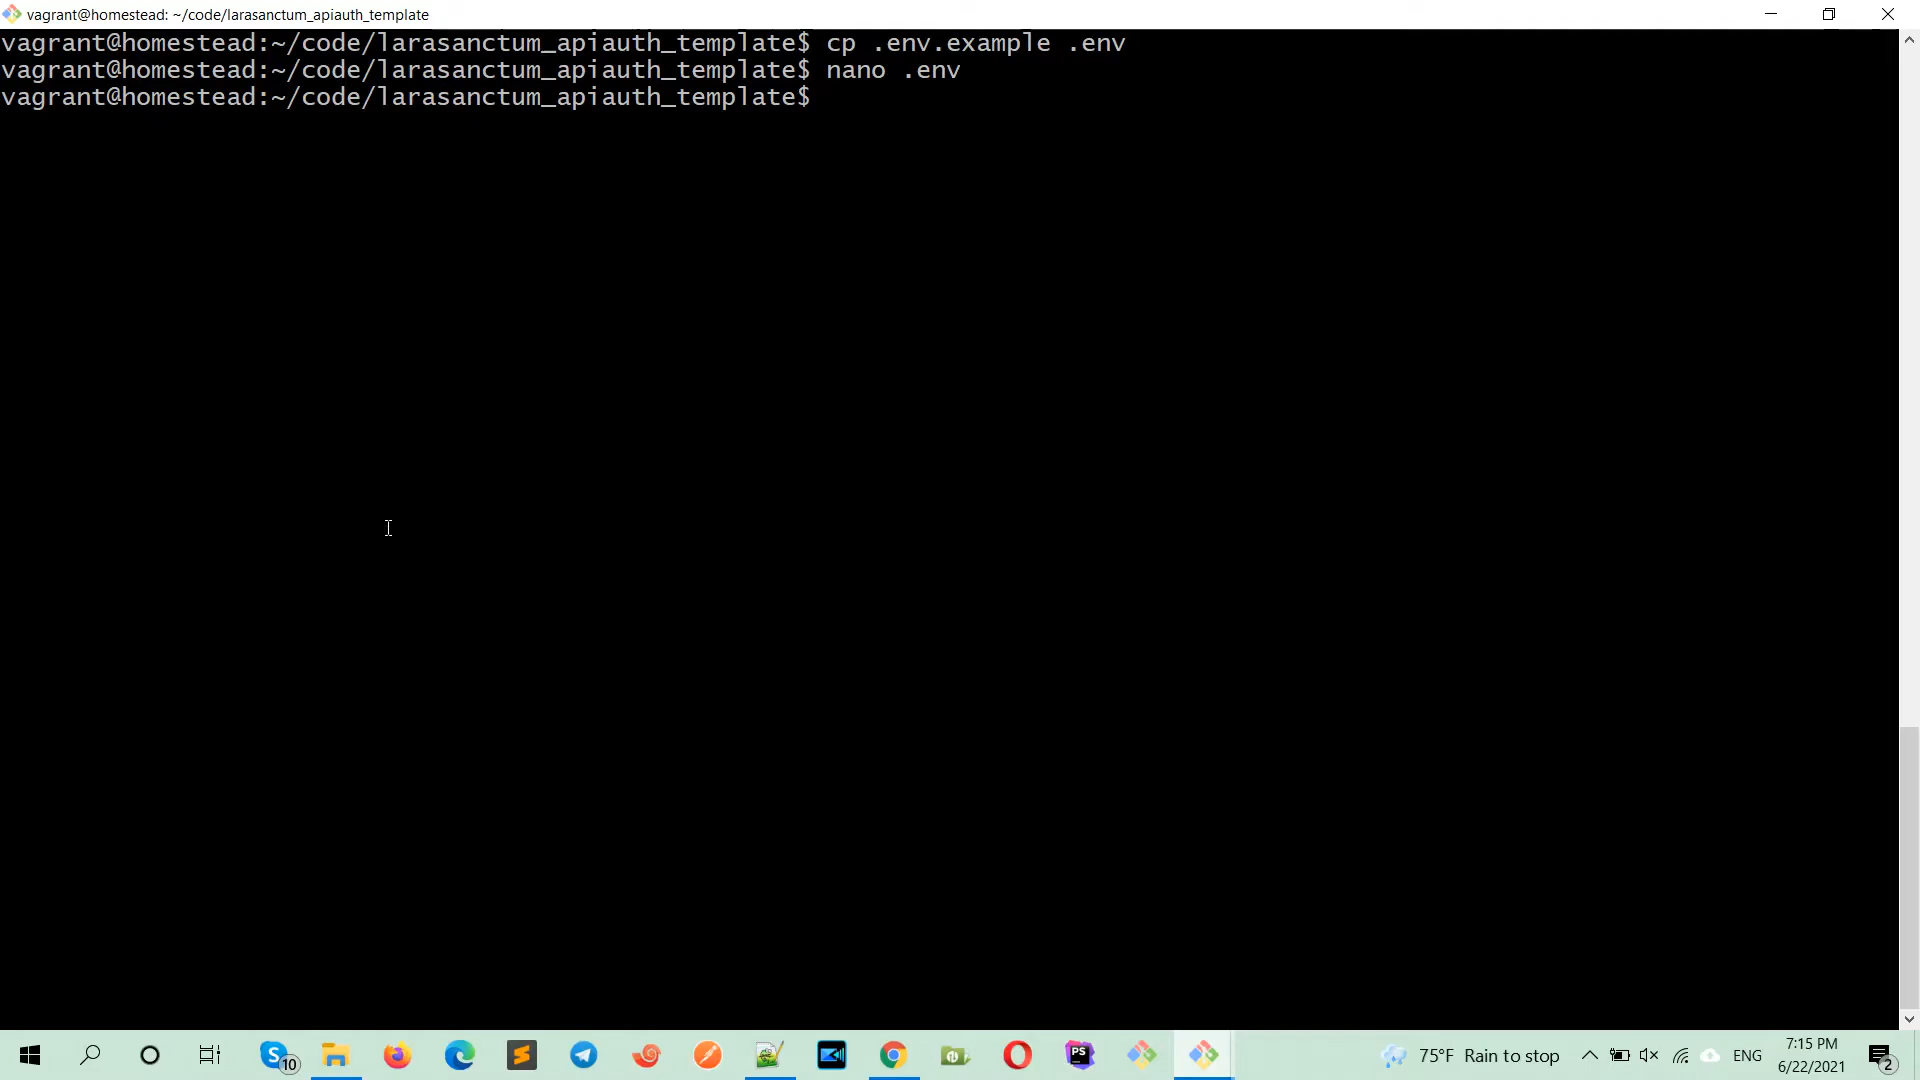 vagrant@homestead: ~/code/larasanctum_apiauth_template
vagrant@homestead:~/code/larasanctum_apiauth_template$ cp .env.example .env
vagrant@homestead:~/code/larasanctum_apiauth_template$ nano .env
vagrant@homestead:~/code/larasanctum_apiauth_template$
S
10
S
PS
75°F Rain to stop
ENG
7:15 PM
6/22/2021
2